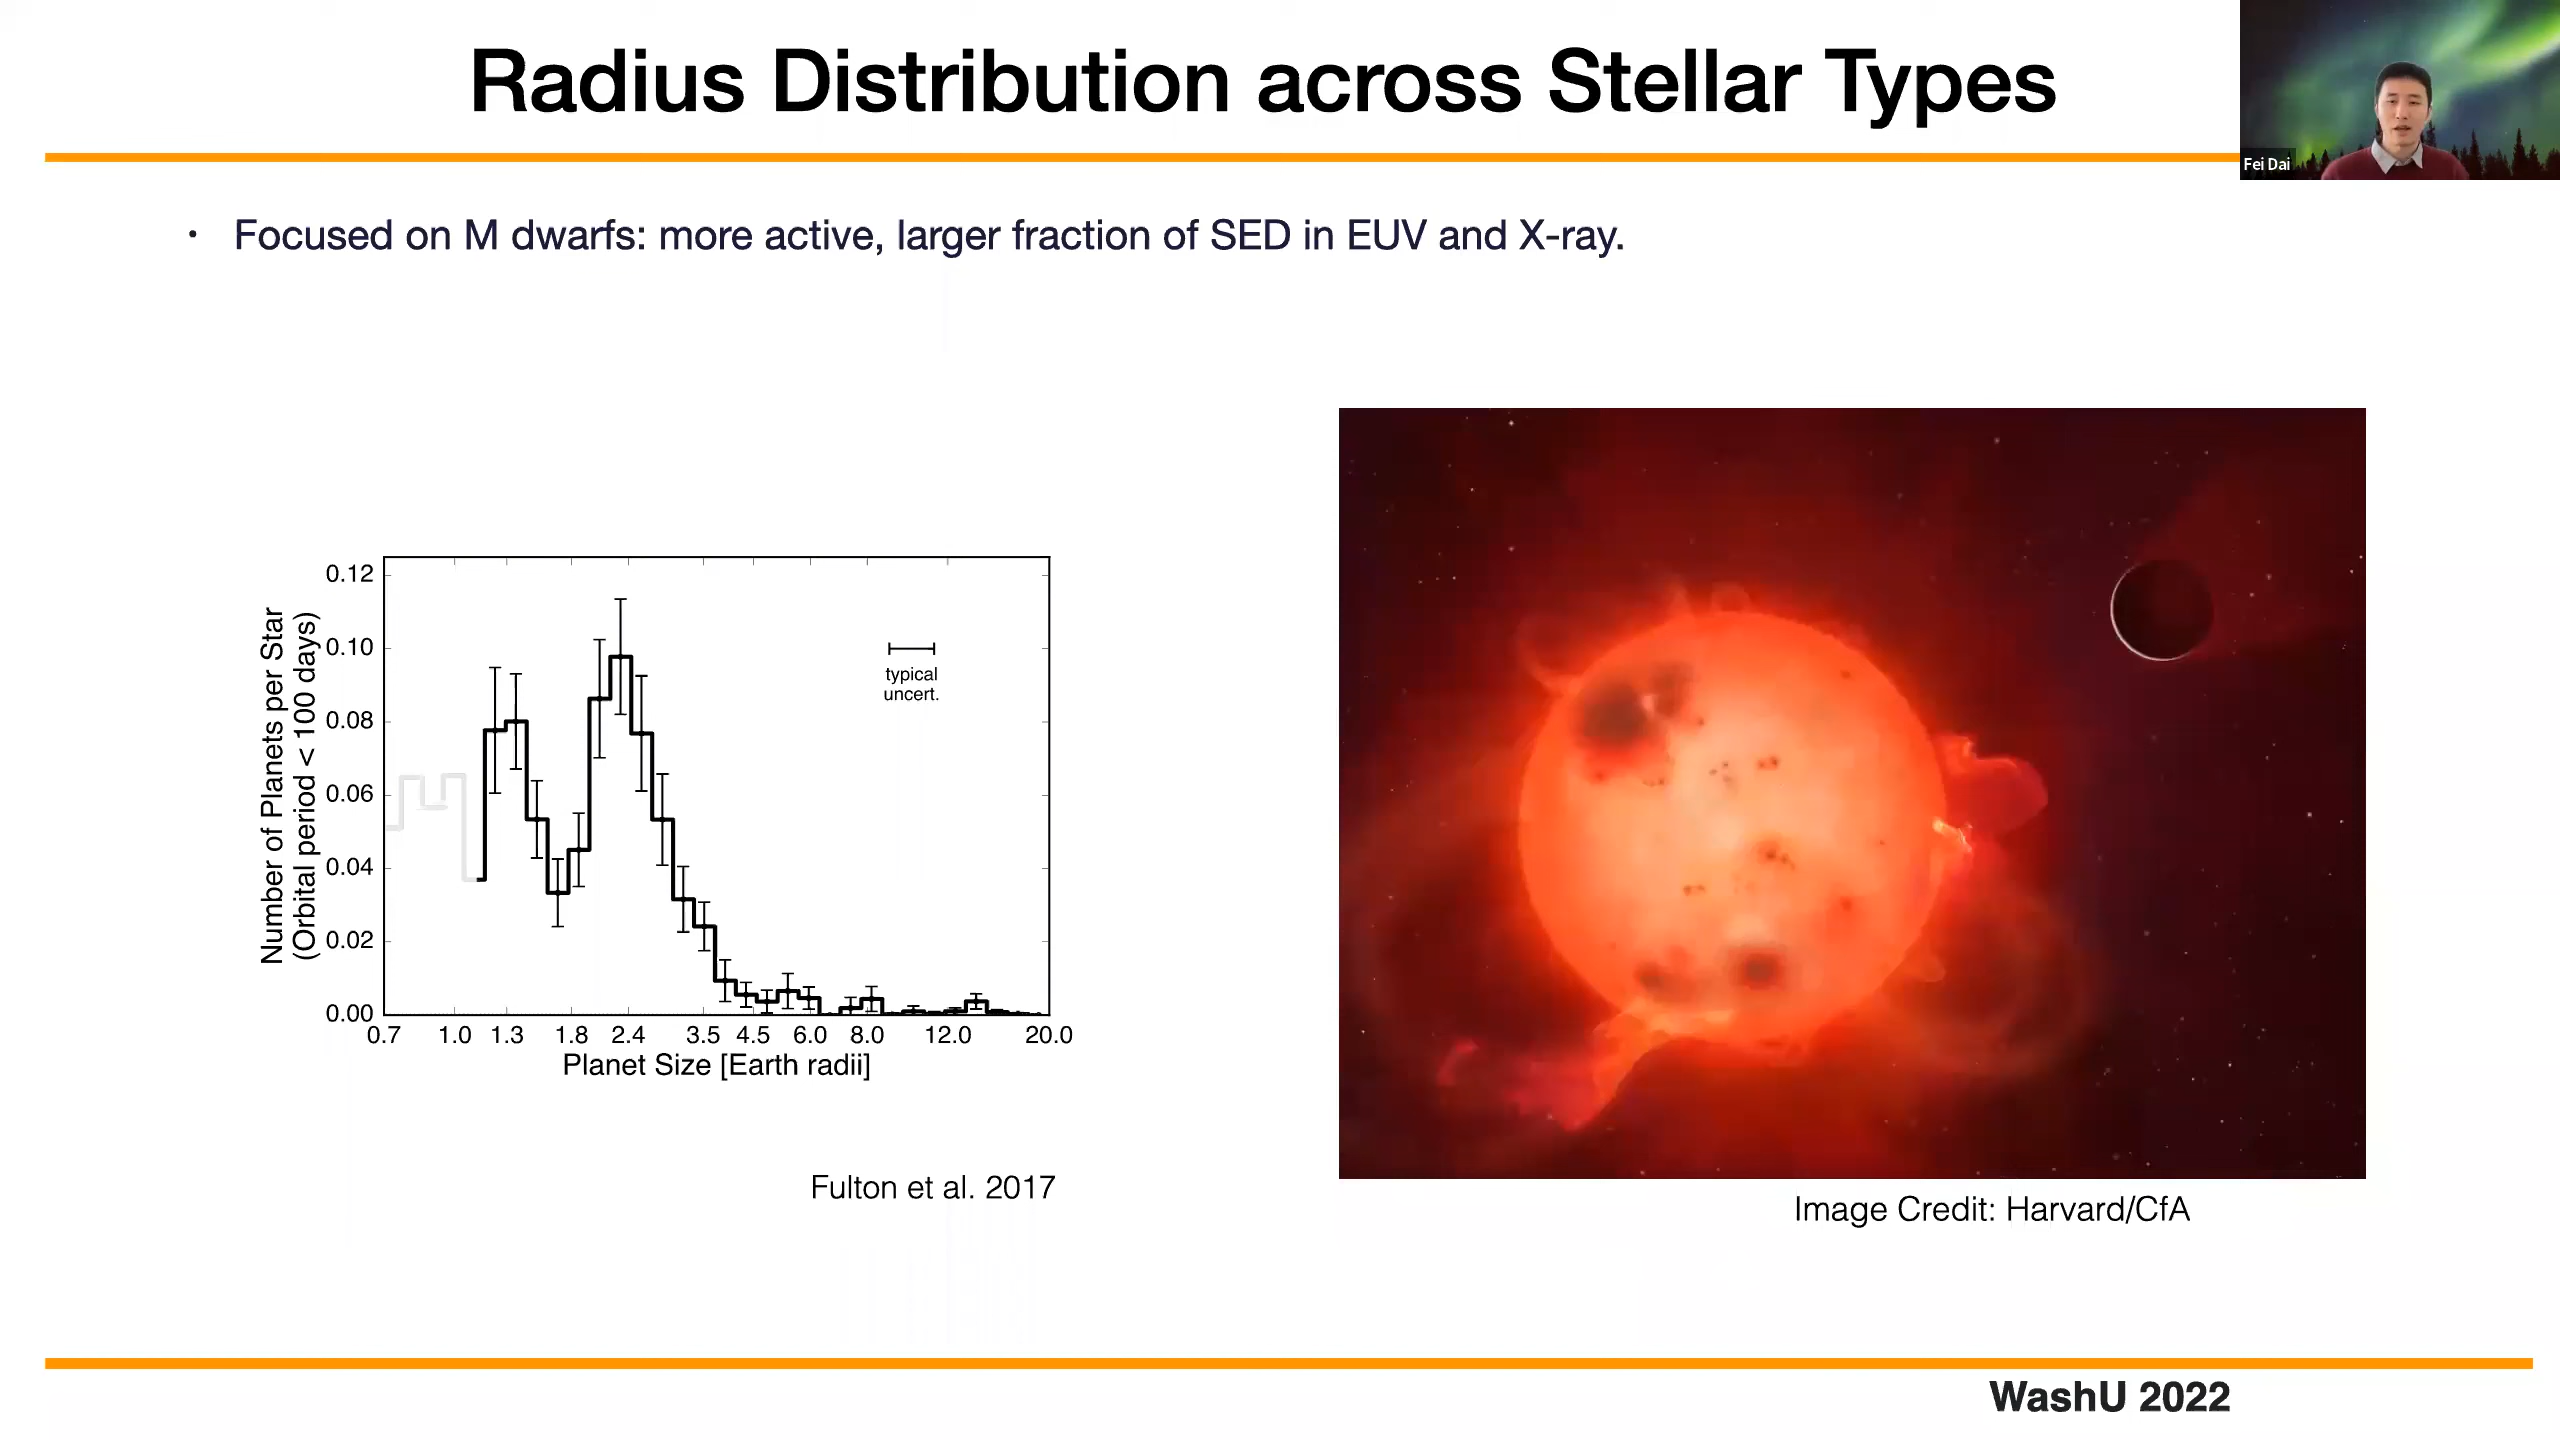 Radius Distribution across Stellar Types
Fei Dai
• Focused on M dwarfs: more active, larger fraction of SED in EUV and X-ray.
Number of Planets per Star
(Orbital period < 100 days)
0.12
0.10
0.08
0.06
0.04
0.02
0.00
typical
uncert.
0.7 1.0 1.3 1.8 2.4 3.5 4.5 6.0 8.0 12.0 20.0
Planet Size [Earth radii]
Fulton et al. 2017
Image Credit: Harvard/CfA
WashU 2022